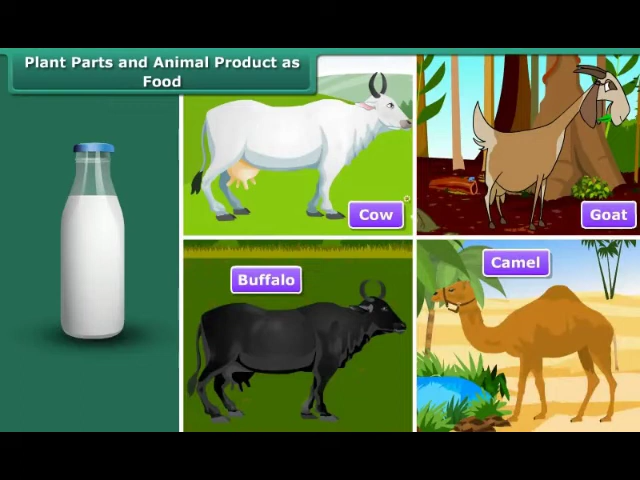 Plant Parts and Animal Product as
Food
Cow
Goat
Buffalo
Camel